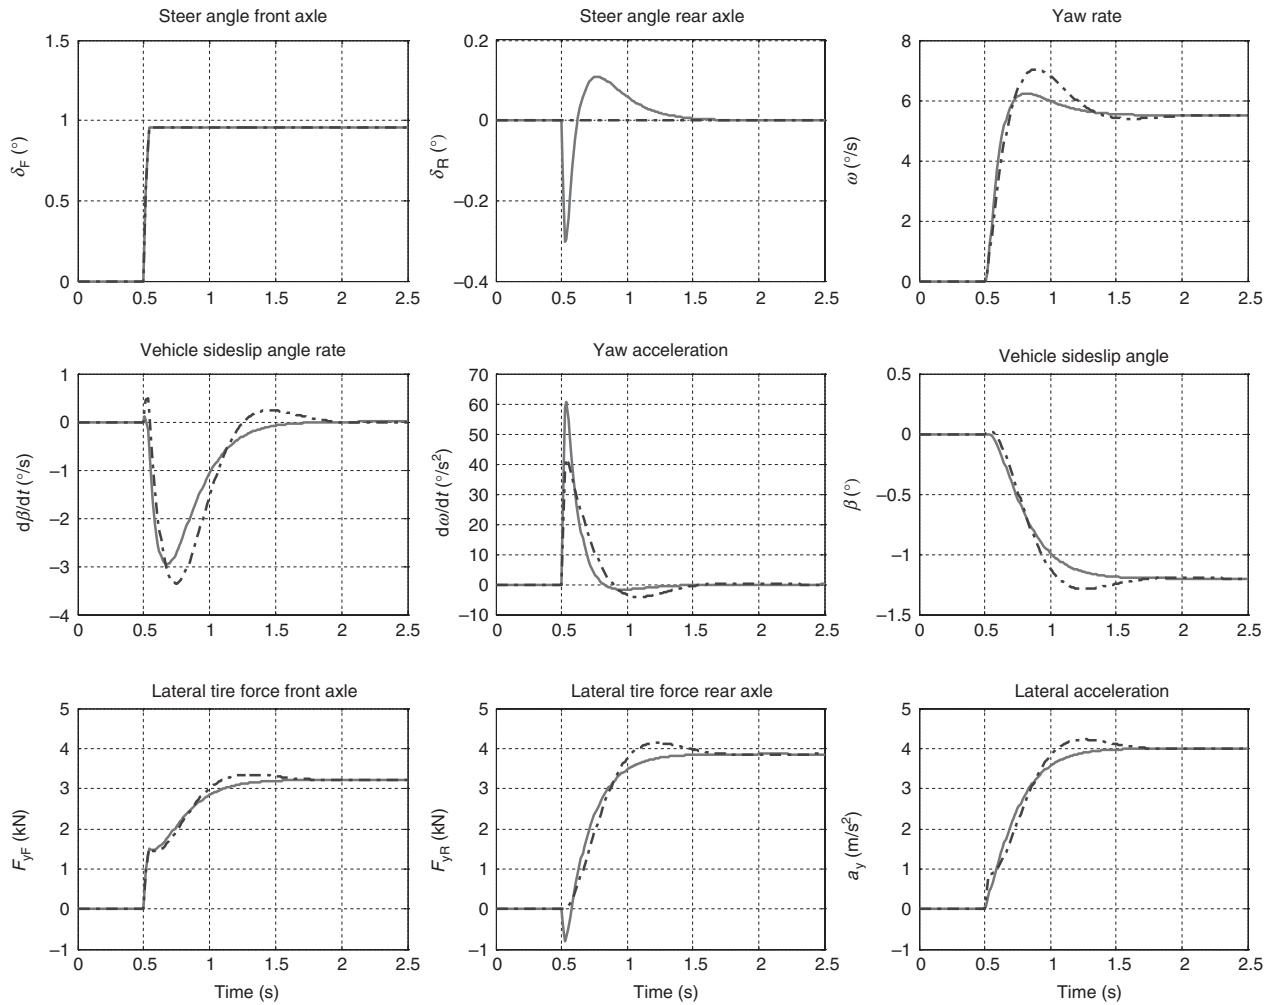 Steer angle front axle
1.5
1
0.5
0
δF (°)
0 0.5 1 1.5 2 2.5
Steer angle rear axle
0.2
0
−0.2
−0.4
δR (°)
0 0.5 1 1.5 2 2.5
Yaw rate
8
6
4
2
0
ω (°/s)
0 0.5 1 1.5 2 2.5
Vehicle sideslip angle rate
1
0
−1
−2
−3
−4
dβ/dt (°/s)
0 0.5 1 1.5 2 2.5
Yaw acceleration
70
60
50
40
30
20
10
0
−10
dω/dt (°/s²)
0 0.5 1 1.5 2 2.5
Vehicle sideslip angle
0.5
0
−0.5
−1
−1.5
β (°)
0 0.5 1 1.5 2 2.5
Lateral tire force front axle
5
4
3
2
1
0
−1
FyF (kN)
0 0.5 1 1.5 2 2.5
Time (s)
Lateral tire force rear axle
5
4
3
2
1
0
−1
FyR (kN)
0 0.5 1 1.5 2 2.5
Time (s)
Lateral acceleration
5
4
3
2
1
0
−1
ay (m/s²)
0 0.5 1 1.5 2 2.5
Time (s)